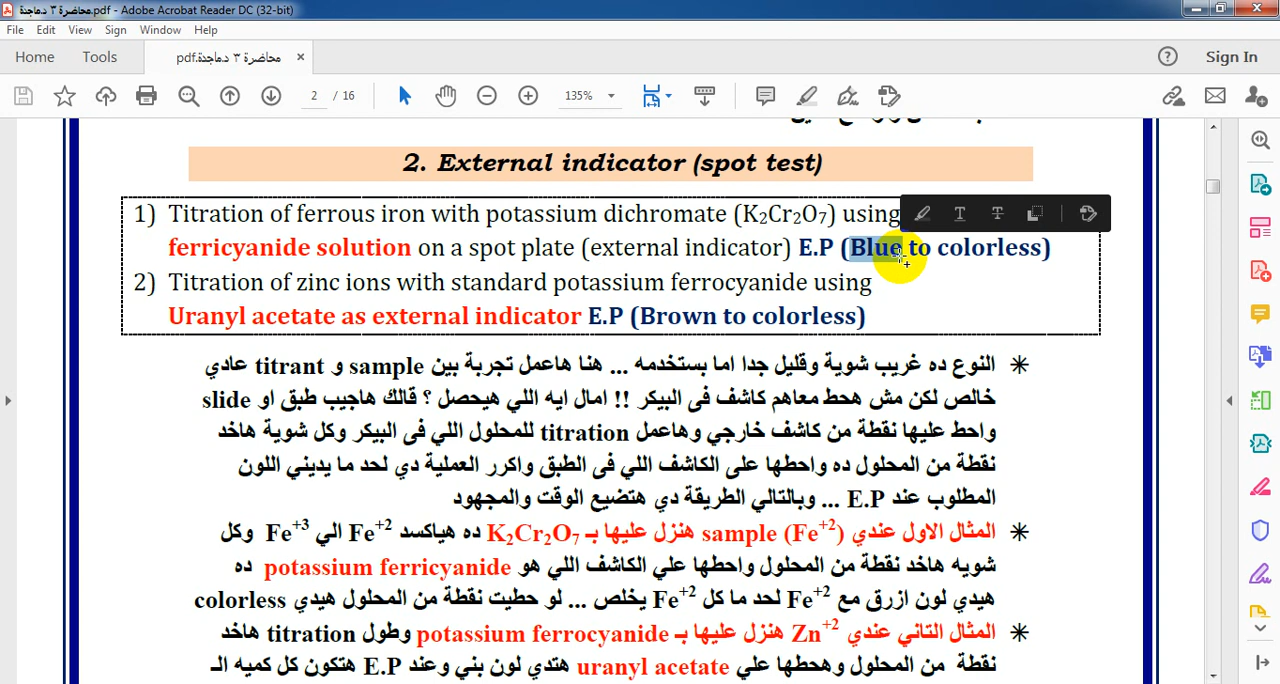 محاضرة ٣ د.ماجدة.pdf - Adobe Acrobat Reader DC (32-bit)
File Edit View Sign Window Help
Home Tools محاضرة ٣ د.ماجدة.pdf × Sign In
2 / 16 135%
2. External indicator (spot test)
1) Titration of ferrous iron with potassium dichromate (K₂Cr₂O₇) using
ferricyanide solution on a spot plate (external indicator) E.P (Blue to colorless)
2) Titration of zinc ions with standard potassium ferrocyanide using
Uranyl acetate as external indicator E.P (Brown to colorless)
النوع ده غريب شوية وقليل جدا اما بستخدمه ... هنا هاعمل تجربة بين sample و titrant عادي
خالص لكن مش هحط معاهم كاشف فى البيكر !! امال ايه اللي هيحصل ؟ قالك هاجيب طبق او slide
واحط عليها نقطة من كاشف خارجي وهاعمل titration للمحلول اللي فى البيكر وكل شوية هاخد
نقطة من المحلول ده واحطها على الكاشف اللي فى الطبق واكرر العملية دي لحد ما يديني اللون
المطلوب عند E.P ... وبالتالي الطريقة دي هتضيع الوقت والمجهود
المثال الاول عندي sample (Fe⁺²) هنزل عليها بـ K₂Cr₂O₇ ده هياكسد Fe⁺² الي Fe⁺³ وكل
شويه هاخد نقطة من المحلول واحطها علي الكاشف اللي هو potassium ferricyanide ده
هيدي لون ازرق مع Fe⁺² لحد ما كل Fe⁺² يخلص ... لو حطيت نقطة من المحلول هيدي colorless
المثال التاني عندي Zn⁺² هنزل عليها بـ potassium ferrocyanide وطول titration هاخد
نقطة من المحلول وهحطها علي uranyl acetate هتدي لون بني وعند E.P هتكون كل كميه الـ